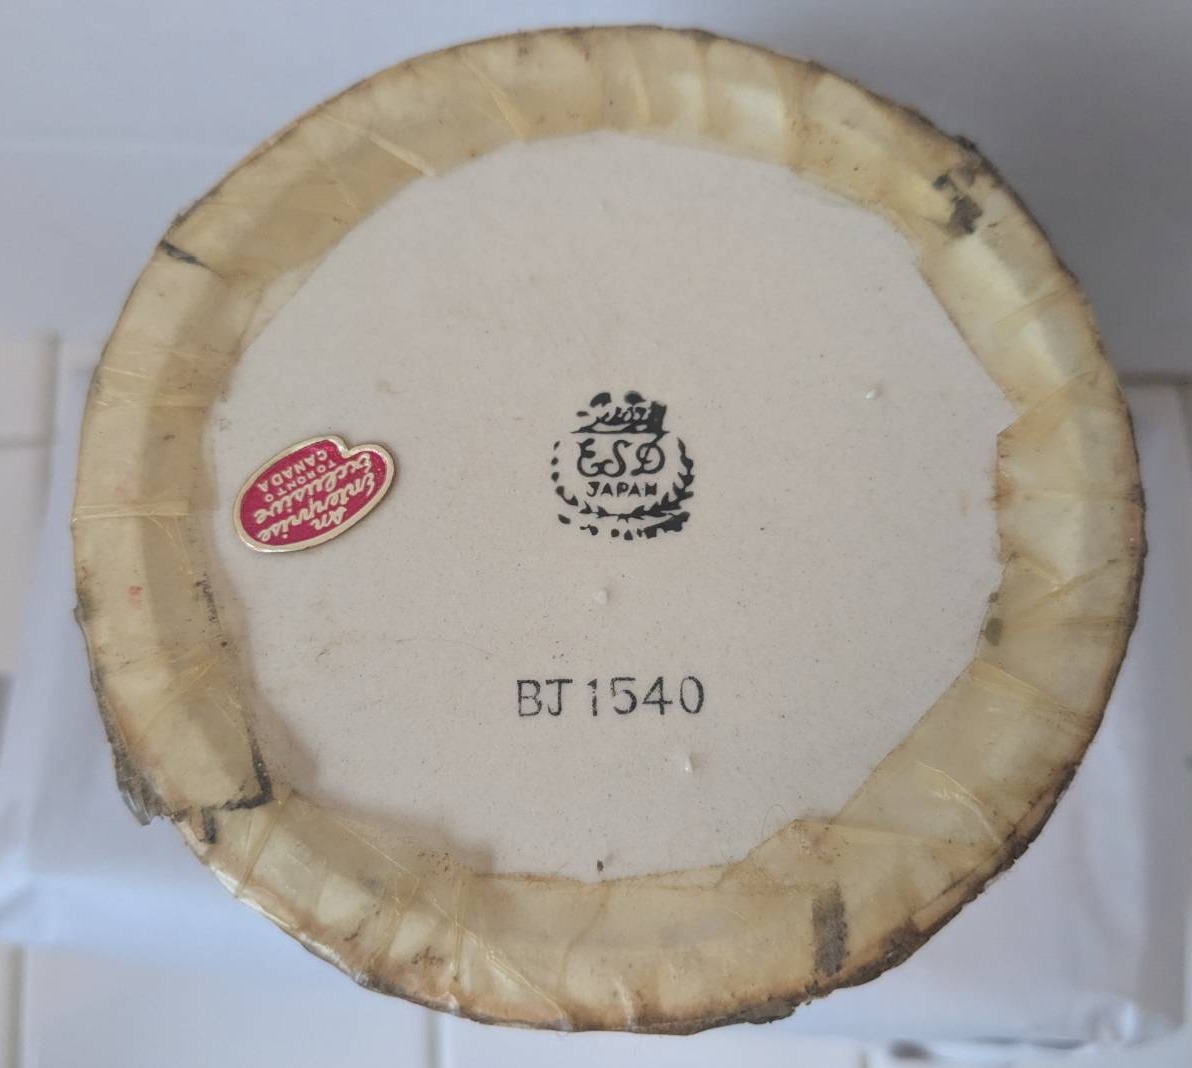 ESD
JAPAN
BJ 1540
An
Enterprise
Exclusive
TORONTO
CANADA